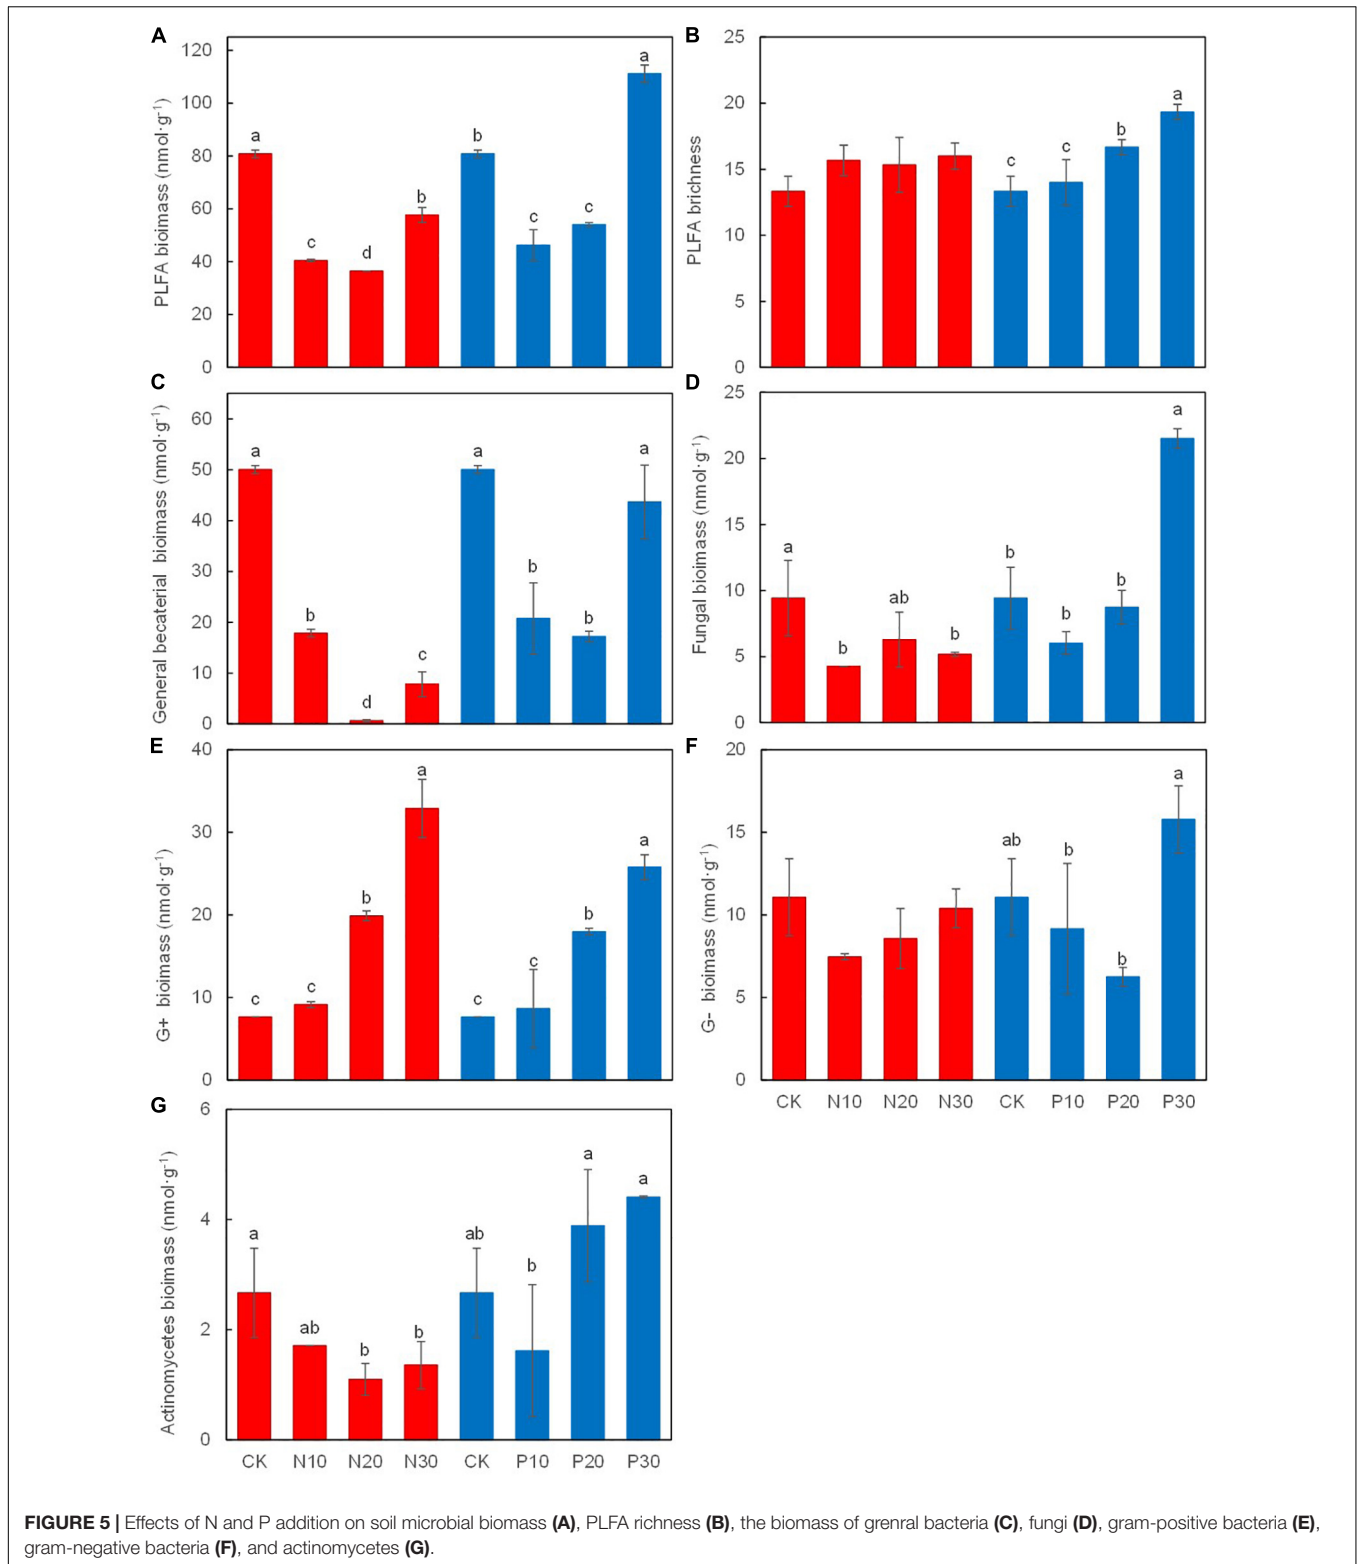 A
PLFA bioimass (nmol·g-1)
120
100
80
60
40
20
0
a
c
d
b
b
c
c
a
B
PLFA brichness
25
20
15
10
5
0
c
c
b
a
C
General becaterial bioimass (nmol·g-1)
60
50
40
30
20
10
0
a
b
d
c
a
b
b
a
D
Fungal bioimass (nmol·g-1)
25
20
15
10
5
0
a
b
ab
b
b
b
b
a
E
G+ bioimass (nmol·g-1)
40
30
20
10
0
c
c
b
a
c
c
b
a
F
G- bioimass (nmol·g-1)
20
15
10
5
0
ab
b
b
a
CK N10 N20 N30 CK P10 P20 P30
G
Actinomycetes bioimass (nmol·g-1)
6
4
2
0
a
ab
b
b
ab
b
a
a
CK N10 N20 N30 CK P10 P20 P30
FIGURE 5 | Effects of N and P addition on soil microbial biomass (A), PLFA richness (B), the biomass of grenral bacteria (C), fungi (D), gram-positive bacteria (E),
gram-negative bacteria (F), and actinomycetes (G).